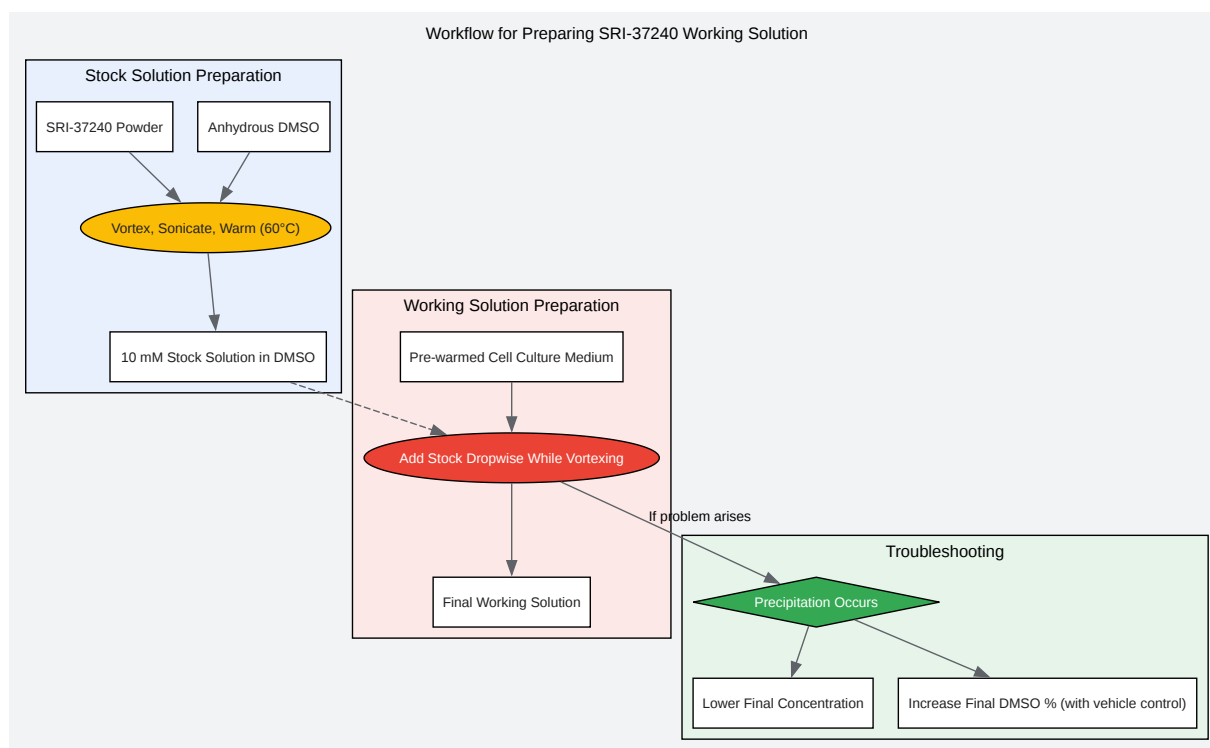 Workflow for Preparing SRI-37240 Working Solution
Stock Solution Preparation
SRI-37240 Powder
Anhydrous DMSO
Vortex, Sonicate, Warm (60°C)
10 mM Stock Solution in DMSO
Working Solution Preparation
Pre-warmed Cell Culture Medium
Add Stock Dropwise While Vortexing
If problem arises
Final Working Solution
Troubleshooting
Precipitation Occurs
Lower Final Concentration
Increase Final DMSO % (with vehicle control)